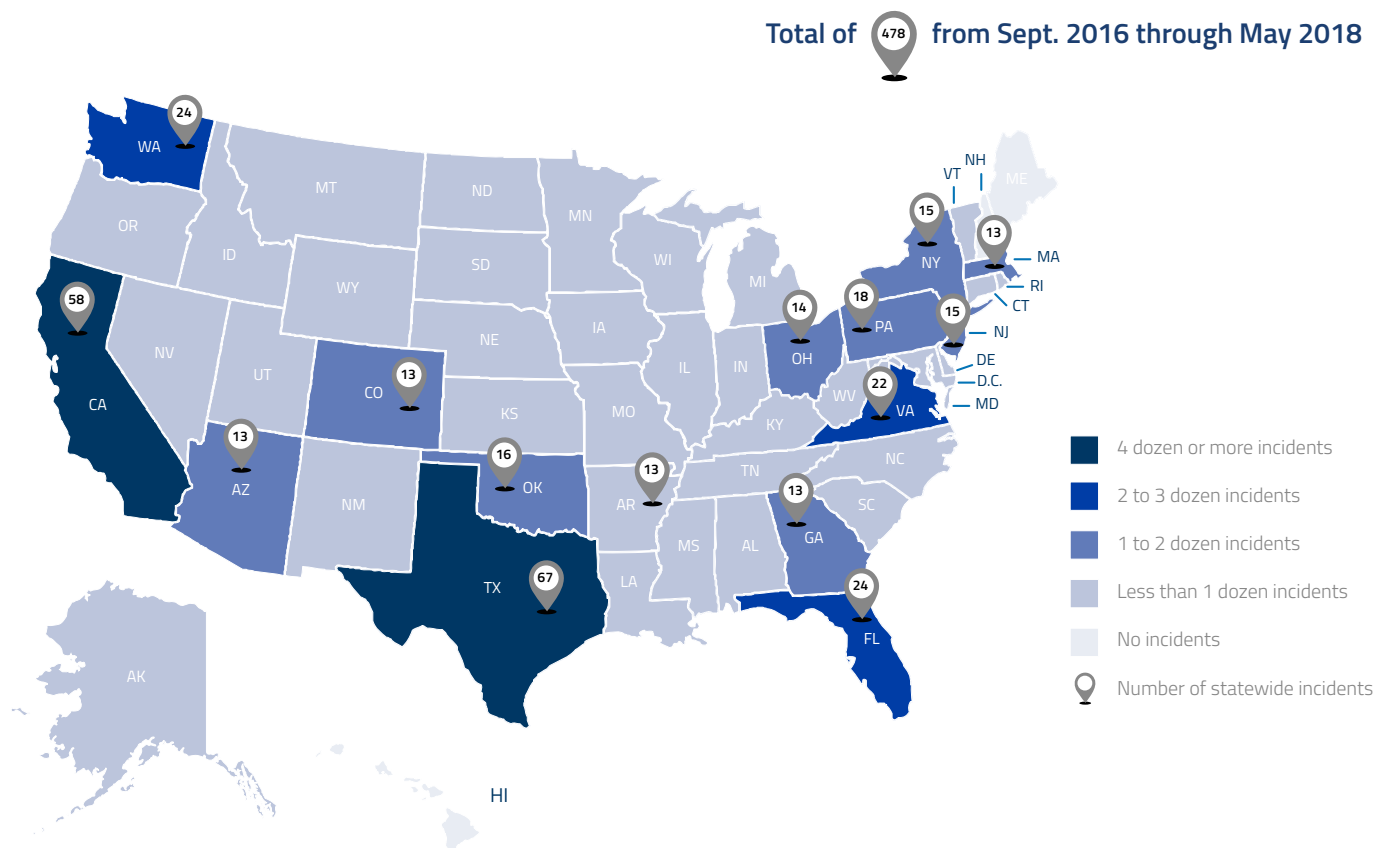 Total of 478 from Sept. 2016 through May 2018
24
WA
MT
ND
MN
VT
NH
ME
OR
ID
SD
WI
MI
15
NY
13
MA
RI
CT
WY
58
NV
UT
CO
13
NE
IA
IL
IN
14
OH
18
PA
15
NJ
DE
D.C.
MD
CA
KS
MO
KY
WV
22
VA
13
AZ
NM
16
OK
13
AR
TN
NC
SC
13
GA
MS
AL
LA
67
TX
24
FL
AK
HI
4 dozen or more incidents
2 to 3 dozen incidents
1 to 2 dozen incidents
Less than 1 dozen incidents
No incidents
Number of statewide incidents